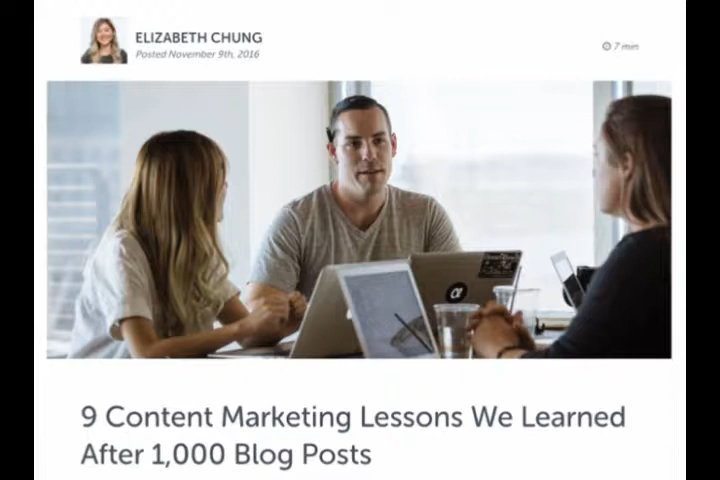 ELIZABETH CHUNG
Posted November 9th, 2016
7 min
9 Content Marketing Lessons We Learned
After 1,000 Blog Posts